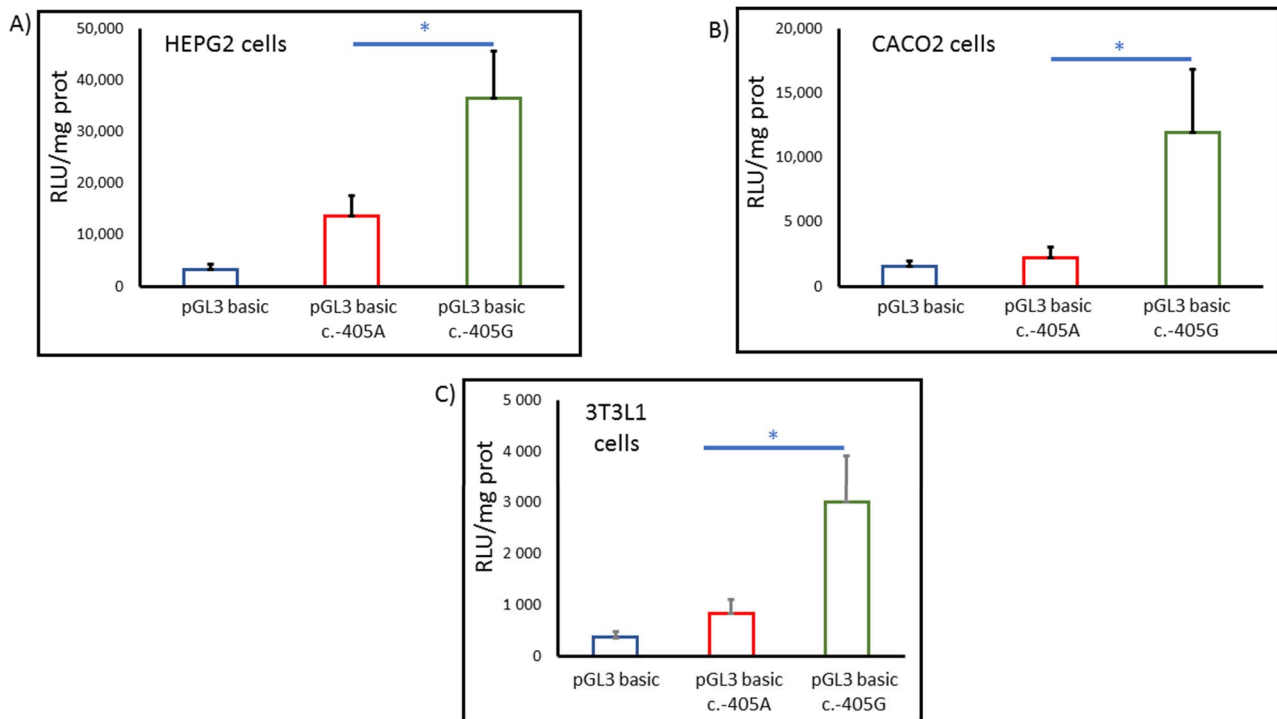 A)
HEPG2 cells
*
RLU/mg prot
50,000
40,000
30,000
20,000
10,000
0
pGL3 basic
pGL3 basic
c.-405A
pGL3 basic
c.-405G
B)
CACO2 cells
*
RLU/mg prot
20,000
15,000
10,000
5 000
0
pGL3 basic
pGL3 basic
c.-405A
pGL3 basic
c.-405G
C)
3T3L1
cells
*
RLU/mg prot
5 000
4 000
3 000
2 000
1 000
0
pGL3 basic
pGL3 basic
c.-405A
pGL3 basic
c.-405G